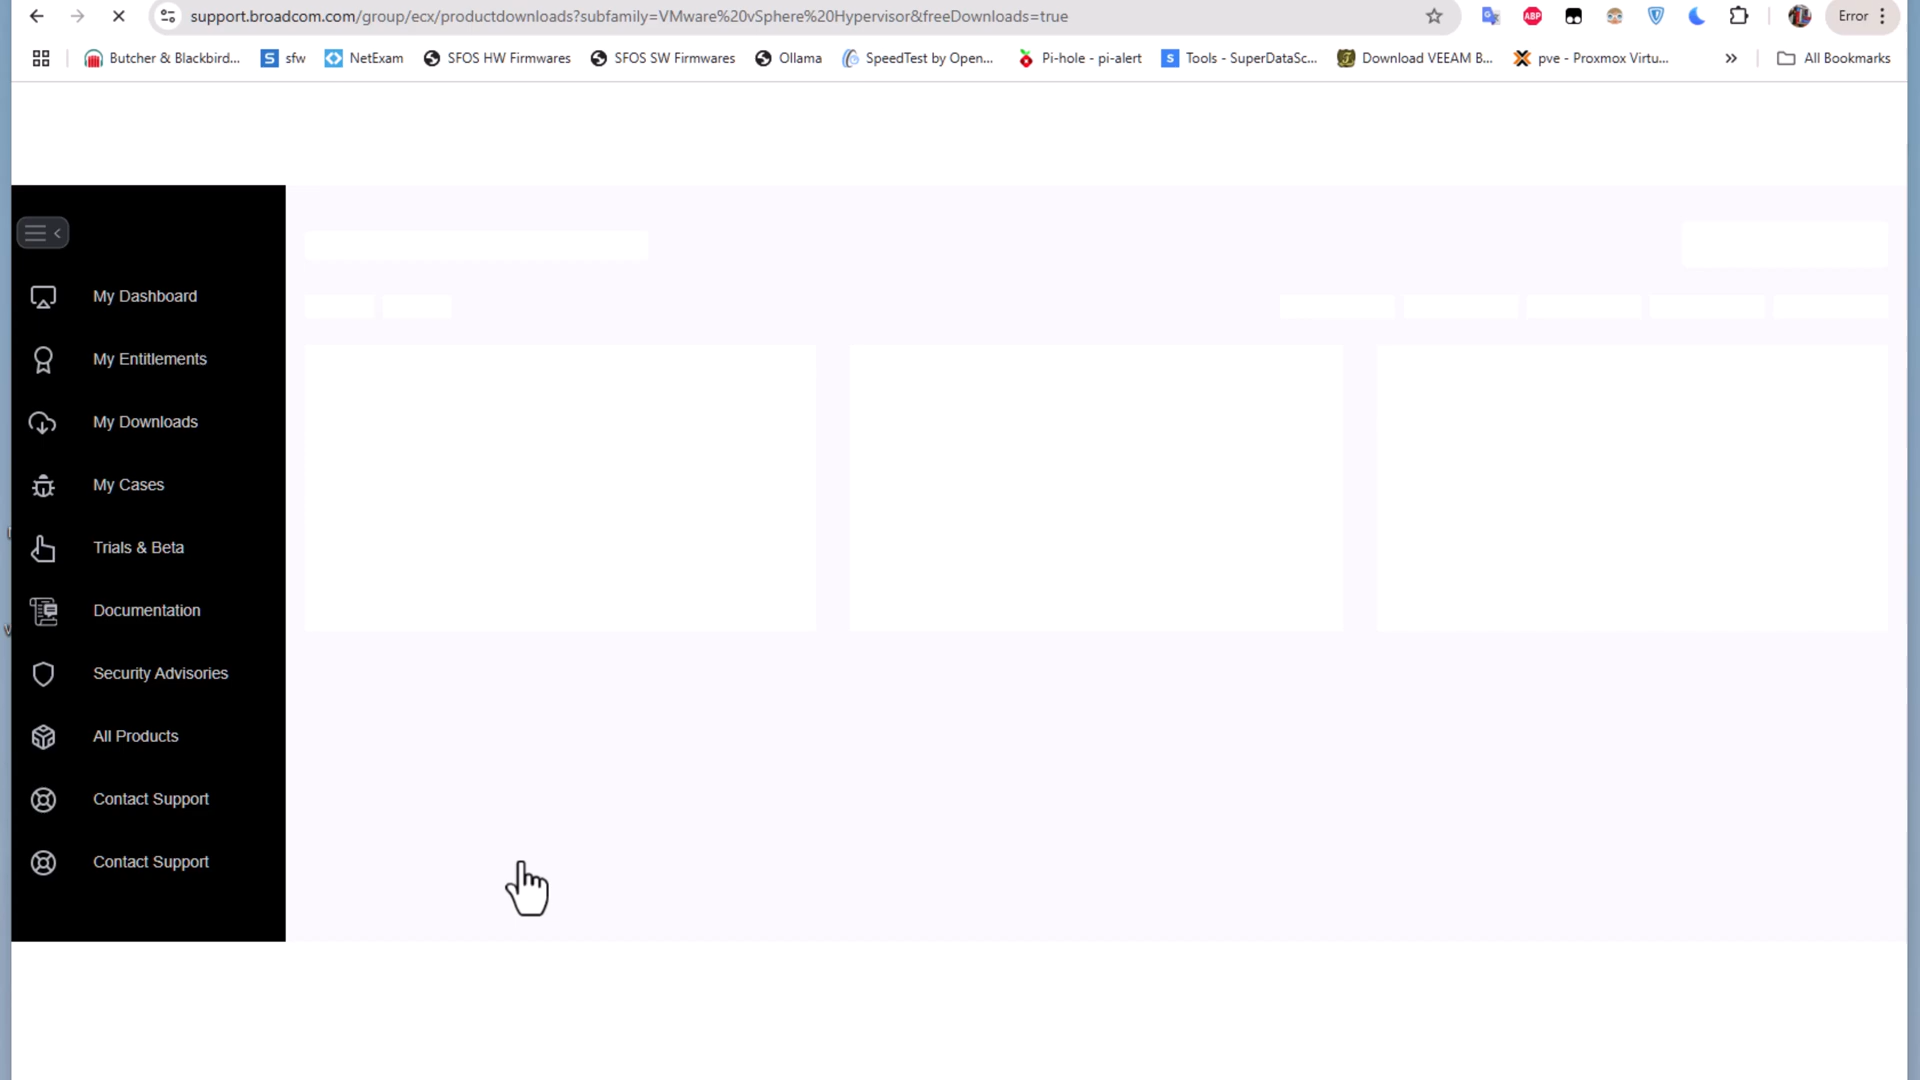 support.broadcom.com/group/ecx/productdownloads?subfamily=VMware%20vSphere%20Hypervisor&freeDownloads=true
ABP
Error
Butcher & Blackbird...
S
sfw
NetExam
SFOS HW Firmwares
SFOS SW Firmwares
Ollama
SpeedTest by Open...
Pi-hole - pi-alert
S
Tools - SuperDataSc...
Download VEEAM B...
pve - Proxmox Virtu...
All Bookmarks
My Dashboard
My Entitlements
My Downloads
My Cases
Trials & Beta
Documentation
Security Advisories
All Products
Contact Support
Contact Support